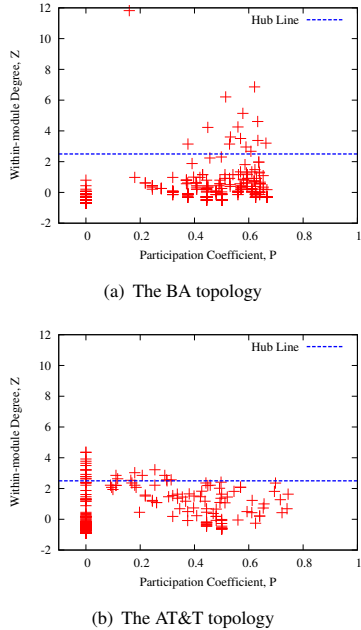 12
10
8
6
4
2
0
-2
Within-module Degree, Z
Hub Line
0 0.2 0.4 0.6 0.8 1
Participation Coefficient, P
(a) The BA topology
12
10
8
6
4
2
0
-2
Within-module Degree, Z
Hub Line
0 0.2 0.4 0.6 0.8 1
Participation Coefficient, P
(b) The AT&T topology